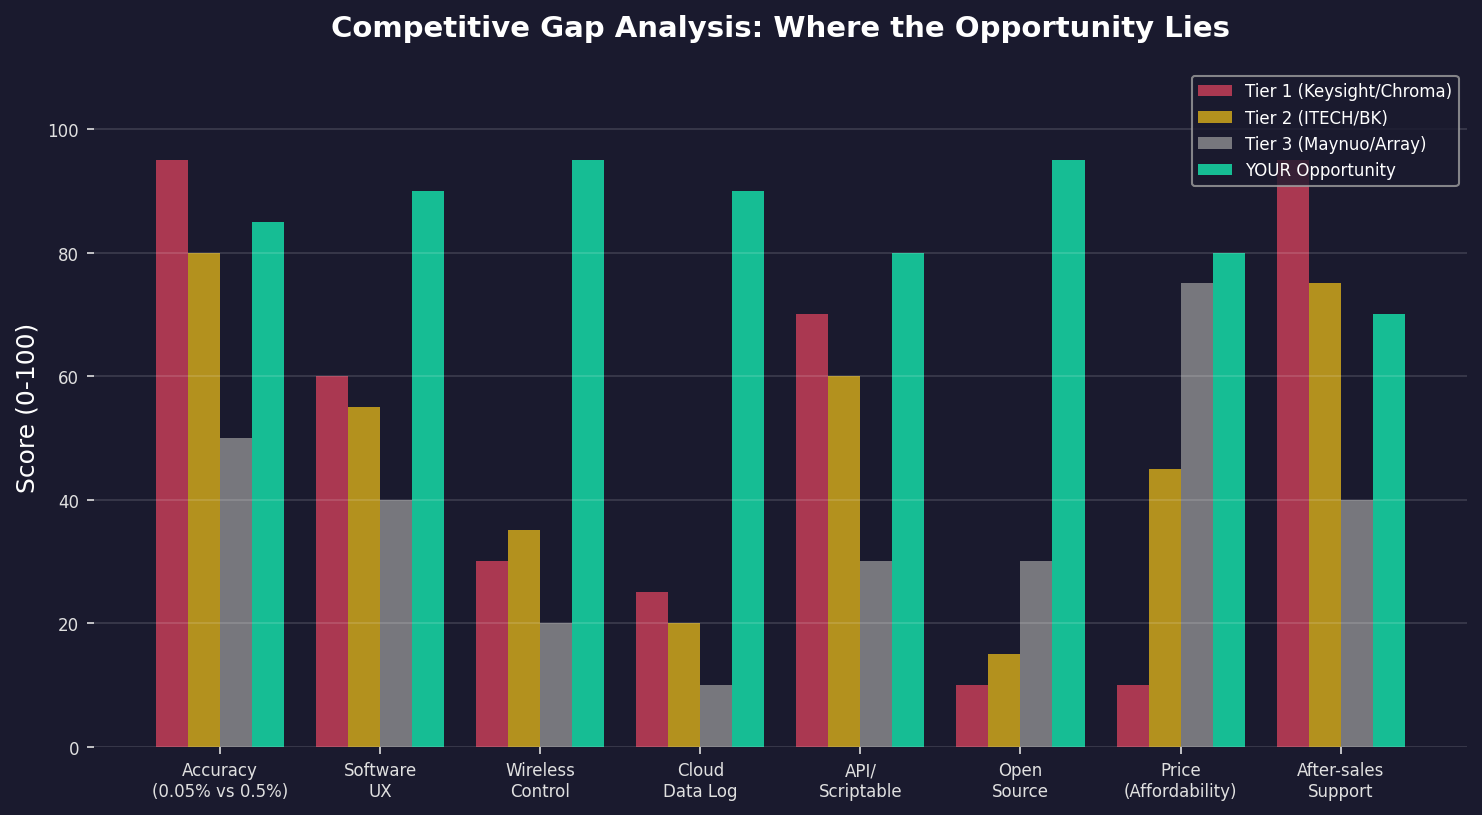 Competitive Gap Analysis: Where the Opportunity Lies
Tier 1 (Keysight/Chroma)
Tier 2 (ITECH/BK)
Tier 3 (Maynuo/Array)
YOUR Opportunity
Score (0-100)
100
80
60
40
20
0
Accuracy
(0.05% vs 0.5%)
Software
UX
Wireless
Control
Cloud
Data Log
API/
Scriptable
Open
Source
Price
(Affordability)
After-sales
Support